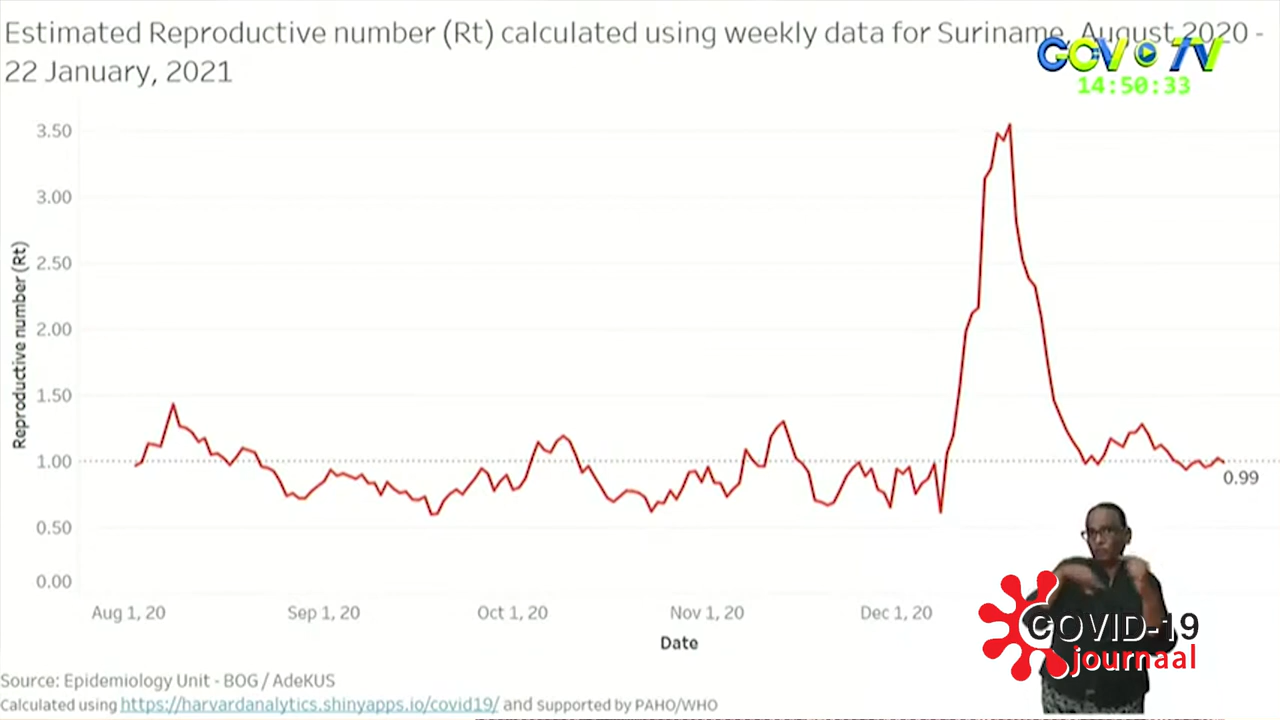 Estimated Reproductive number (Rt) calculated using weekly data for Suriname, August 2020 -
22 January, 2021
GOV TV
14:50:33
3.50
3.00
2.50
2.00
1.50
1.00
0.50
0.00
Reproductive number (Rt)
0.99
Aug 1, 20
Sep 1, 20
Oct 1, 20
Nov 1, 20
Dec 1, 20
Date
COVID-19
journaal
Source: Epidemiology Unit - BOG / AdeKUS
Calculated using https://harvardanalytics.shinyapps.io/covid19/ and supported by PAHO/WHO